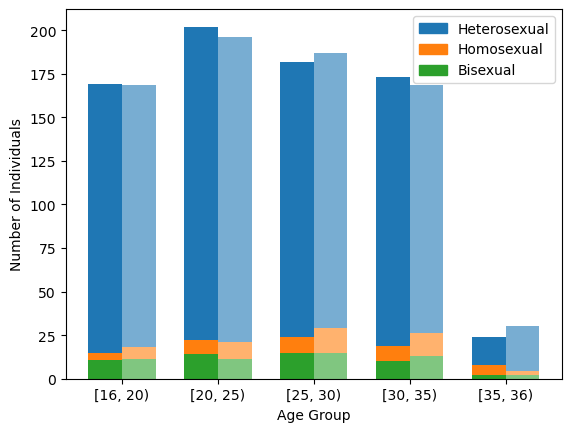 200
175
150
125
100
75
50
25
0
Number of Individuals
Heterosexual
Homosexual
Bisexual
[16, 20)
[20, 25)
[25, 30)
[30, 35)
[35, 36)
Age Group